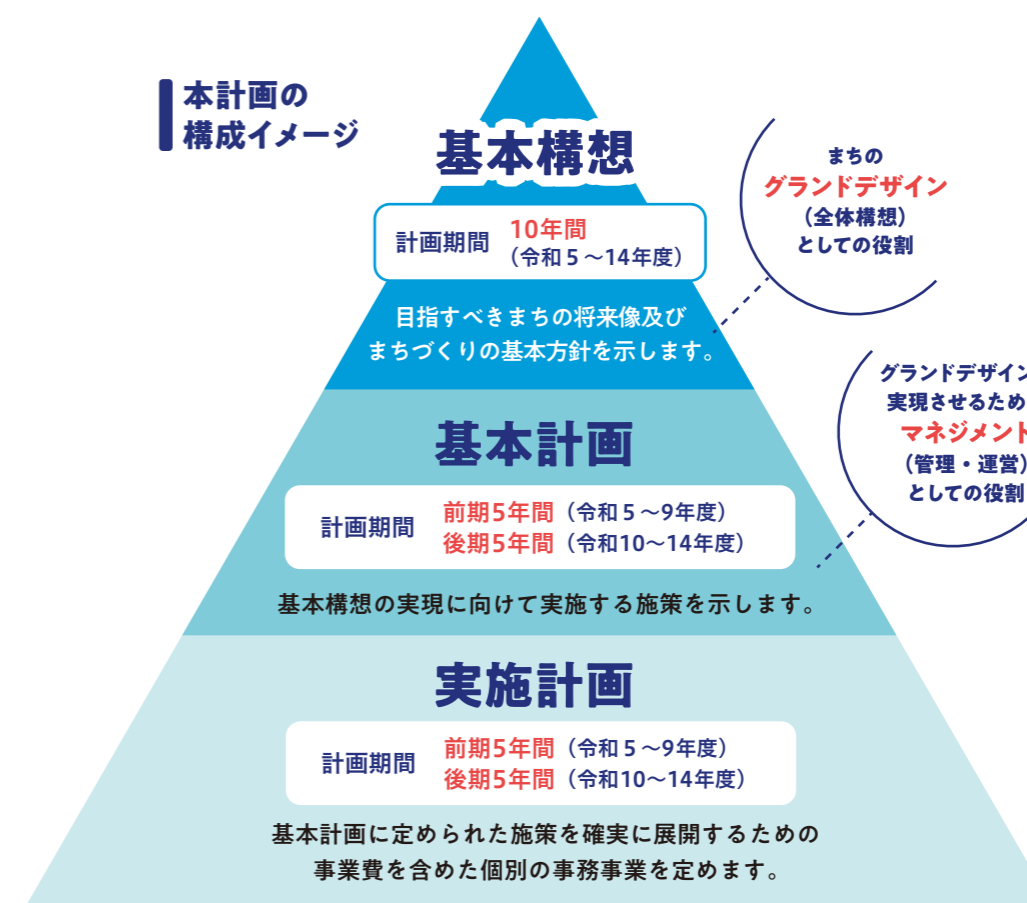 本計画の
構成イメージ
基本構想
計画期間 10年間
（令和５～14年度）
目指すべきまちの将来像及び
まちづくりの基本方針を示します。
まちの
グランドデザイン
（全体構想）
としての役割
基本計画
計画期間 前期5年間（令和５～9年度）
後期5年間（令和10～14年度）
基本構想の実現に向けて実施する施策を示します。
グランドデザイン
実現させるため
マネジメント
（管理・運営）
としての役割
実施計画
計画期間 前期5年間（令和５～9年度）
後期5年間（令和10～14年度）
基本計画に定められた施策を確実に展開するための
事業費を含めた個別の事務事業を定めます。